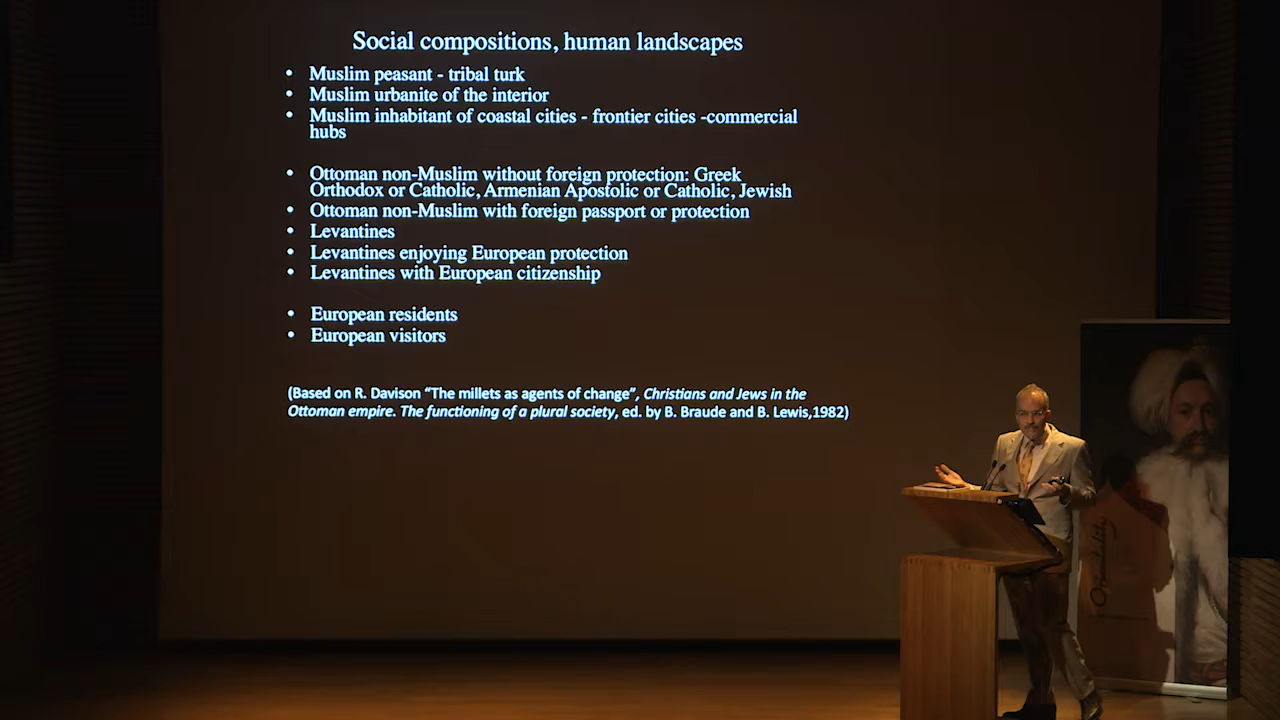 Social compositions, human landscapes
• Muslim peasant - tribal turk
• Muslim urbanite of the interior
• Muslim inhabitant of coastal cities - frontier cities -commercial
hubs
• Ottoman non-Muslim without foreign protection: Greek
Orthodox or Catholic, Armenian Apostolic or Catholic, Jewish
• Ottoman non-Muslim with foreign passport or protection
• Levantines
• Levantines enjoying European protection
• Levantines with European citizenship
• European residents
• European visitors
(Based on R. Davison “The millets as agents of change”, Christians and Jews in the
Ottoman empire. The functioning of a plural society, ed. by B. Braude and B. Lewis,1982)
Orientality